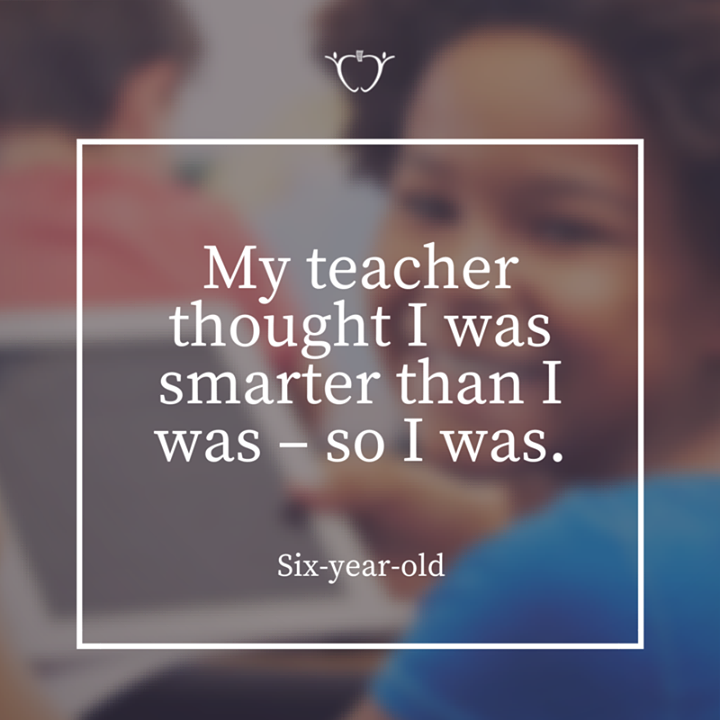 My teacher
thought I was
smarter than I
was – so I was.
Six-year-old